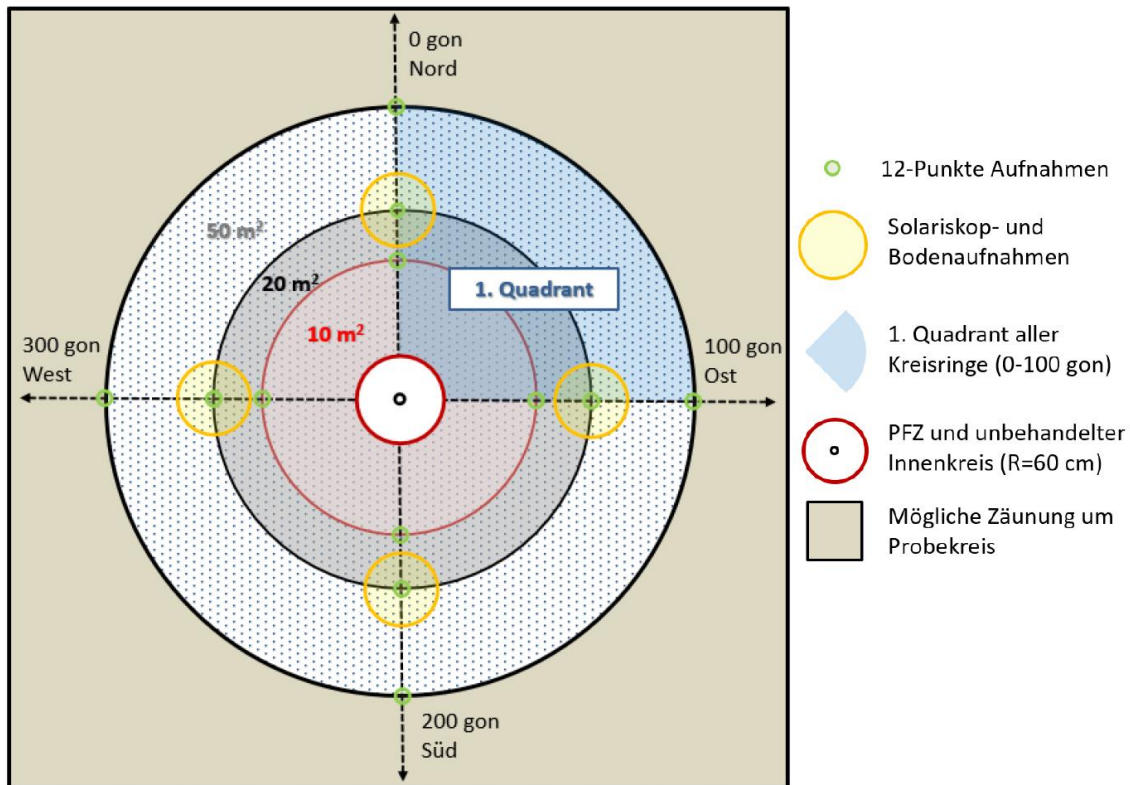 0 gon
Nord
50 m²
20 m²
1. Quadrant
10 m²
300 gon
West
100 gon
Ost
200 gon
Süd
12-Punkte Aufnahmen
Solariskop- und
Bodenaufnahmen
1. Quadrant aller
Kreisringe (0-100 gon)
PFZ und unbehandelter
Innenkreis (R=60 cm)
Mögliche Zäunung um
Probekreis